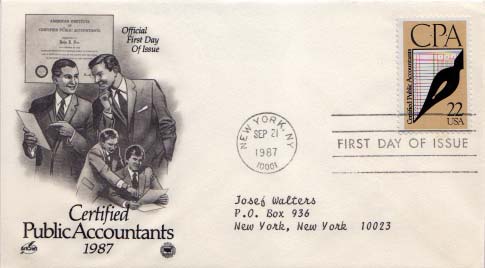 AMERICAN INSTITUTE
OF
CERTIFIED PUBLIC ACCOUNTANTS
Official
First Day
Of Issue
Certified
Public Accountants
1987
NEW YORK, NY
SEP 21
1987
10001
FIRST DAY OF ISSUE
CPA
Certified Public Accountants
22
USA
Josef Walters
P.O. Box 936
New York, New York 10023